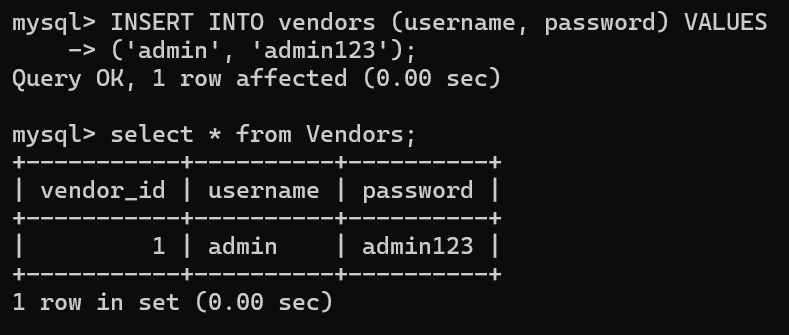 mysql> INSERT INTO vendors (username, password) VALUES
    -> ('admin', 'admin123');
Query OK, 1 row affected (0.00 sec)

mysql> select * from Vendors;
+-----------+----------+----------+
| vendor_id | username | password |
+-----------+----------+----------+
|         1 | admin    | admin123 |
+-----------+----------+----------+
1 row in set (0.00 sec)